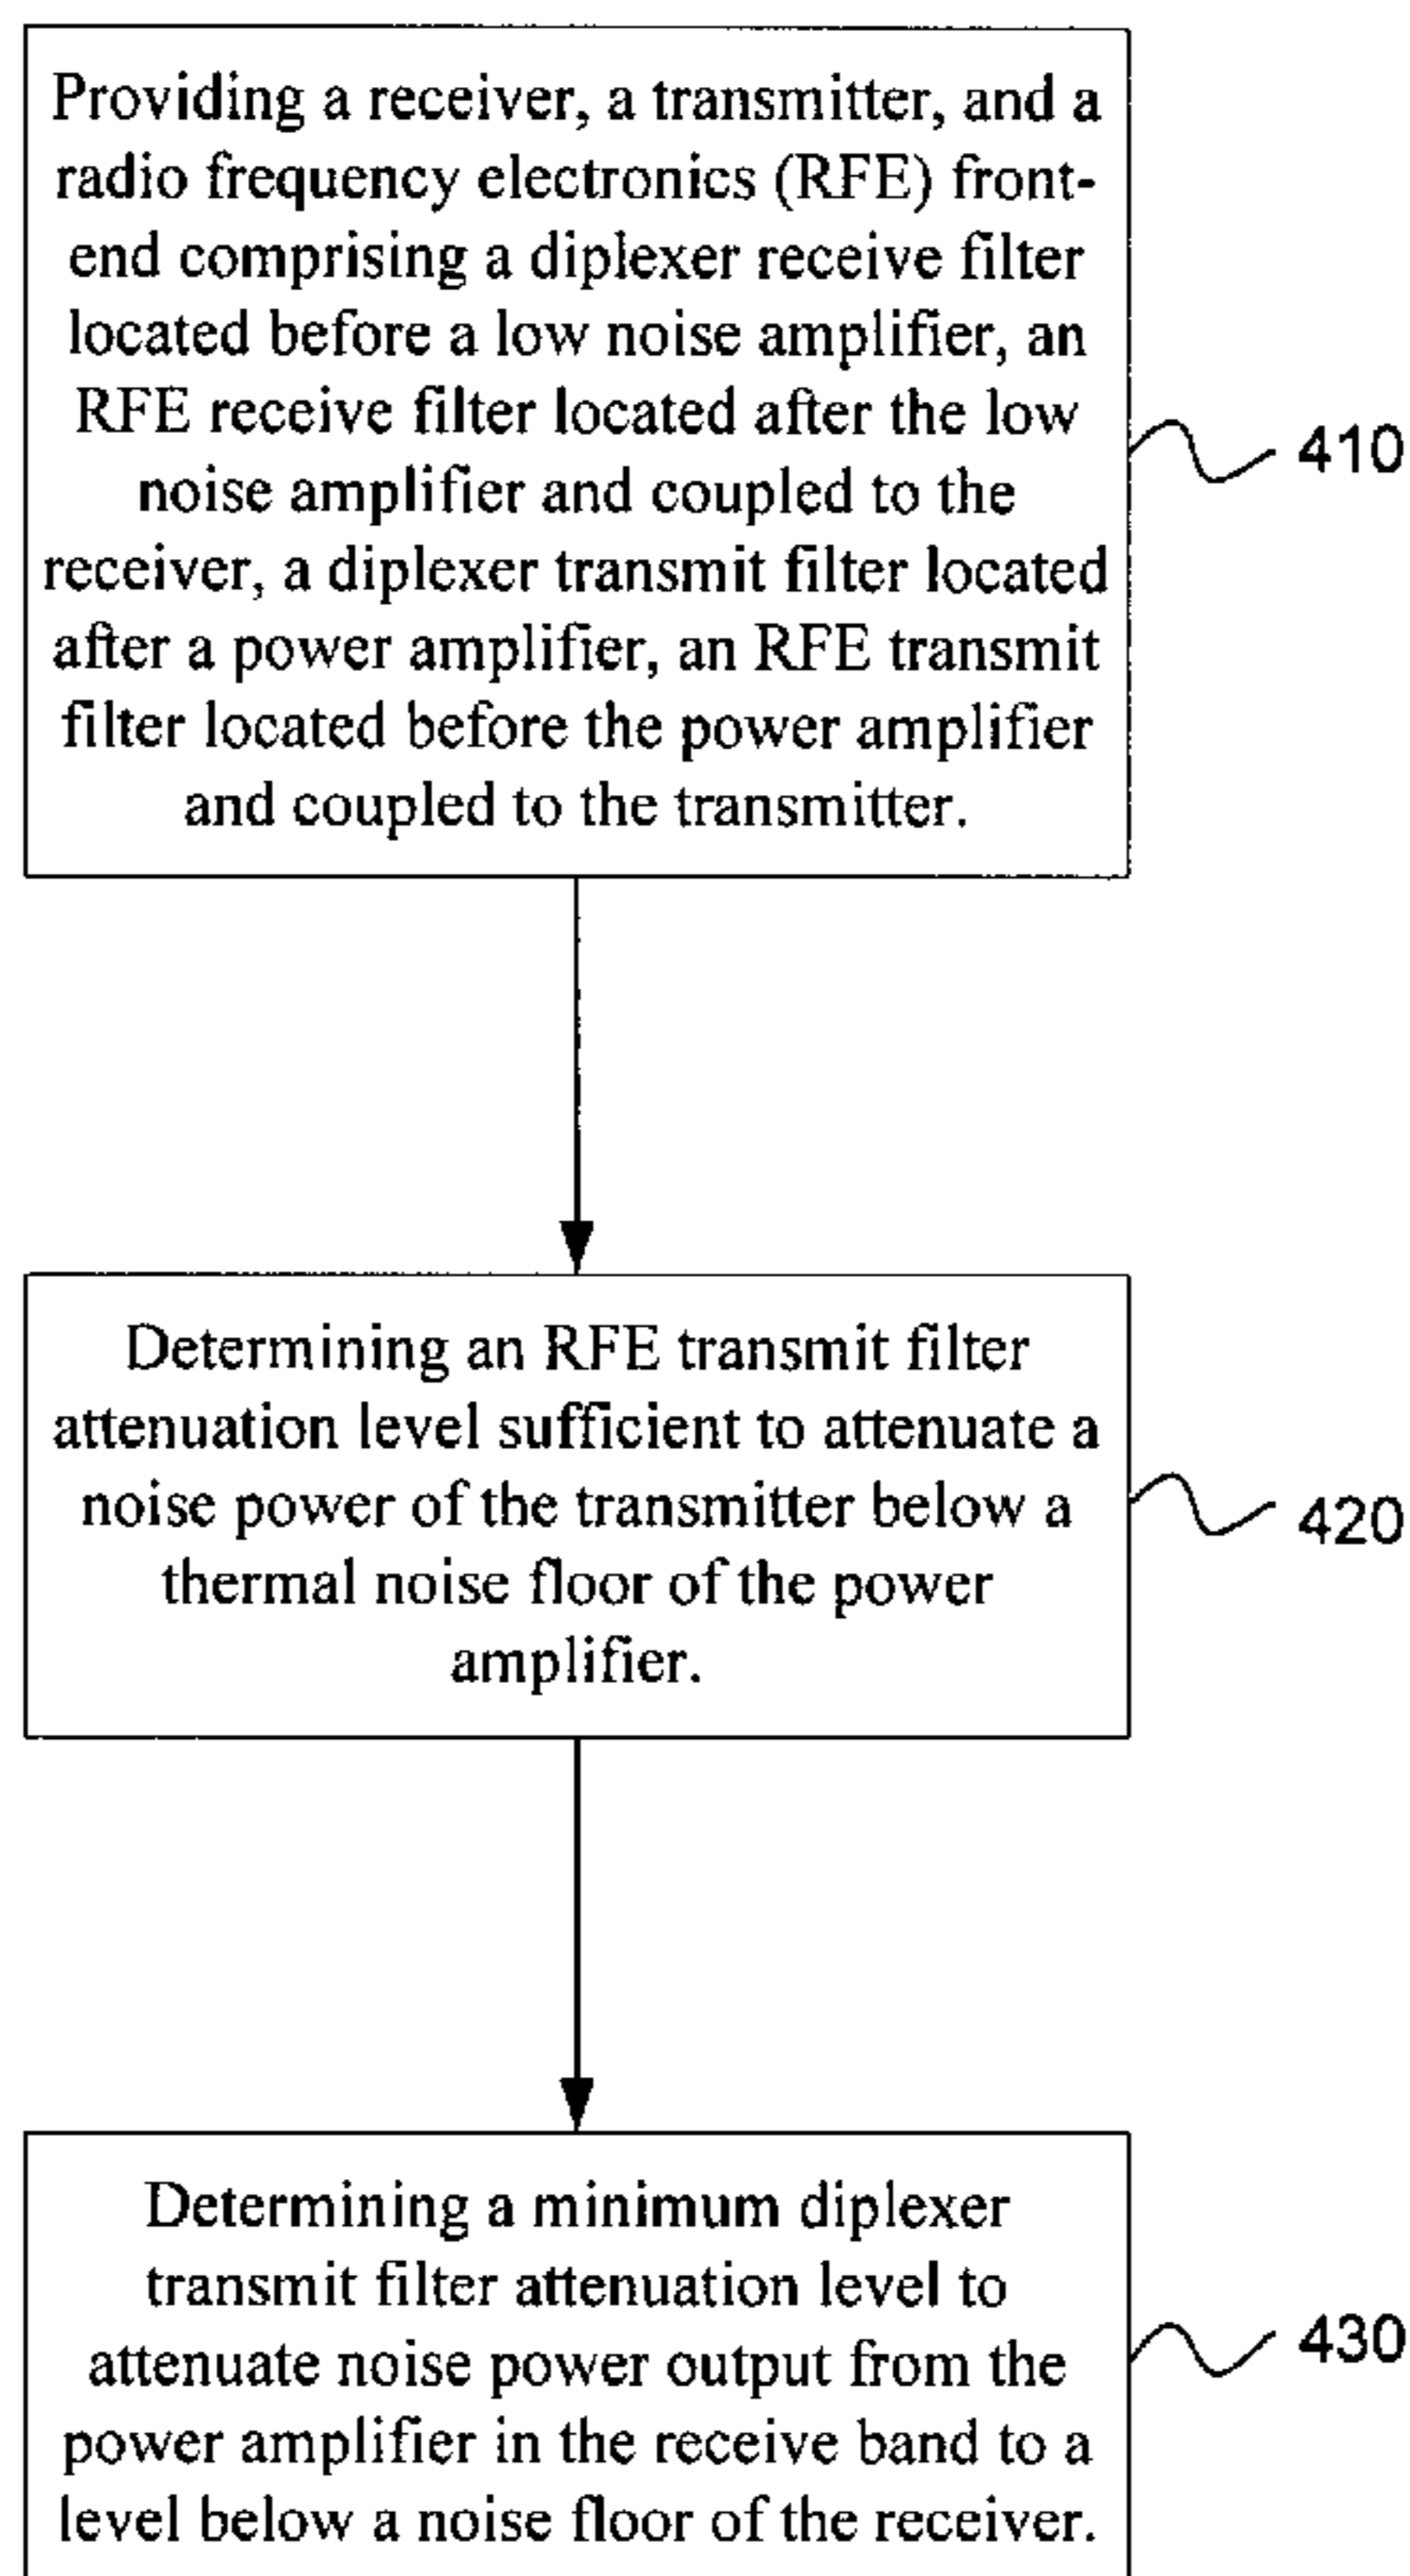 Providing a receiver, a transmitter, and a
radio frequency electronics (RFE) front-
end comprising a diplexer receive filter
located before a low noise amplifier, an
RFE receive filter located after the low
noise amplifier and coupled to the
receiver, a diplexer transmit filter located
after a power amplifier, an RFE transmit
filter located before the power amplifier
and coupled to the transmitter.
410
Determining an RFE transmit filter
attenuation level sufficient to attenuate a
noise power of the transmitter below a
thermal noise floor of the power
amplifier.
420
Determining a minimum diplexer
transmit filter attenuation level to
attenuate noise power output from the
power amplifier in the receive band to a
level below a noise floor of the receiver.
430